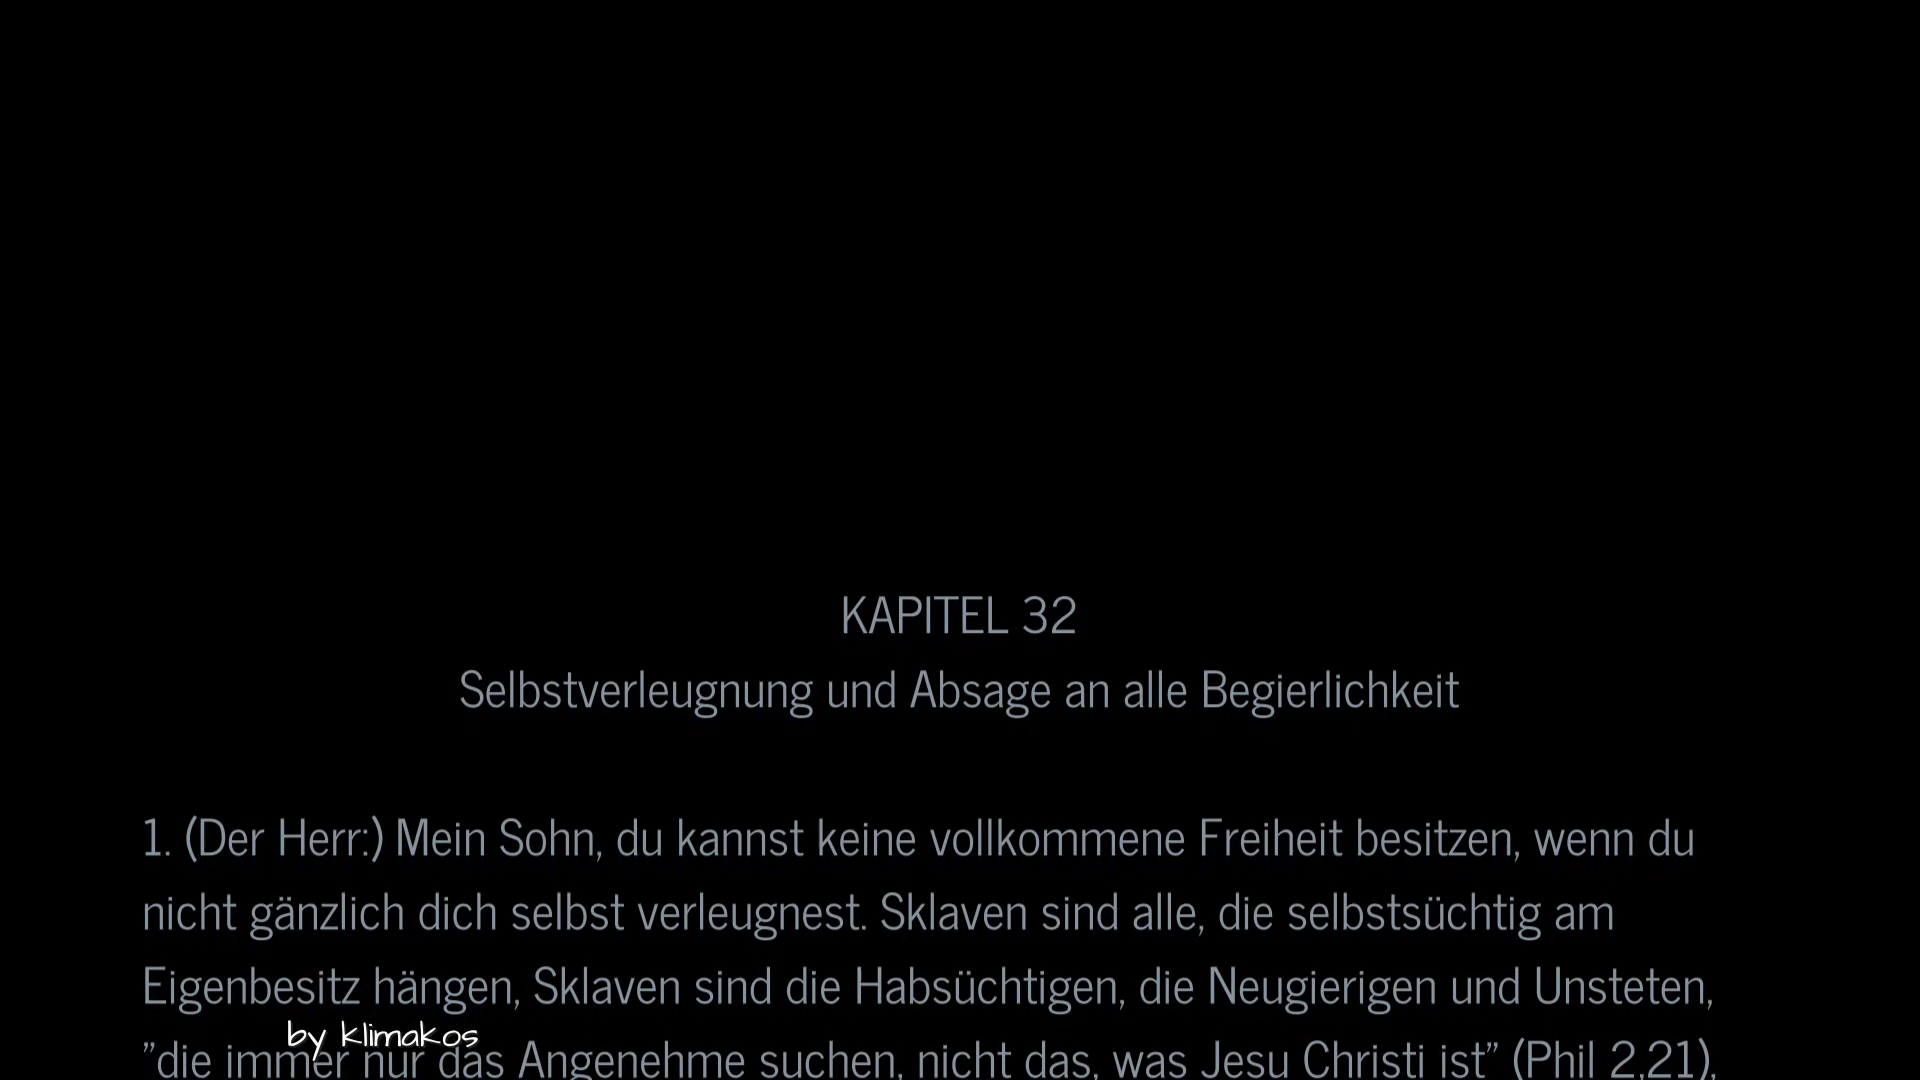 KAPITEL 32
Selbstverleugnung und Absage an alle Begierlichkeit
1. (Der Herr:) Mein Sohn, du kannst keine vollkommene Freiheit besitzen, wenn du
nicht gänzlich dich selbst verleugnest. Sklaven sind alle, die selbstsüchtig am
Eigenbesitz hängen, Sklaven sind die Habsüchtigen, die Neugierigen und Unsteten,
by klimakos
”die immer nur das Angenehme suchen, nicht das, was Jesu Christi ist” (Phil 2,21),